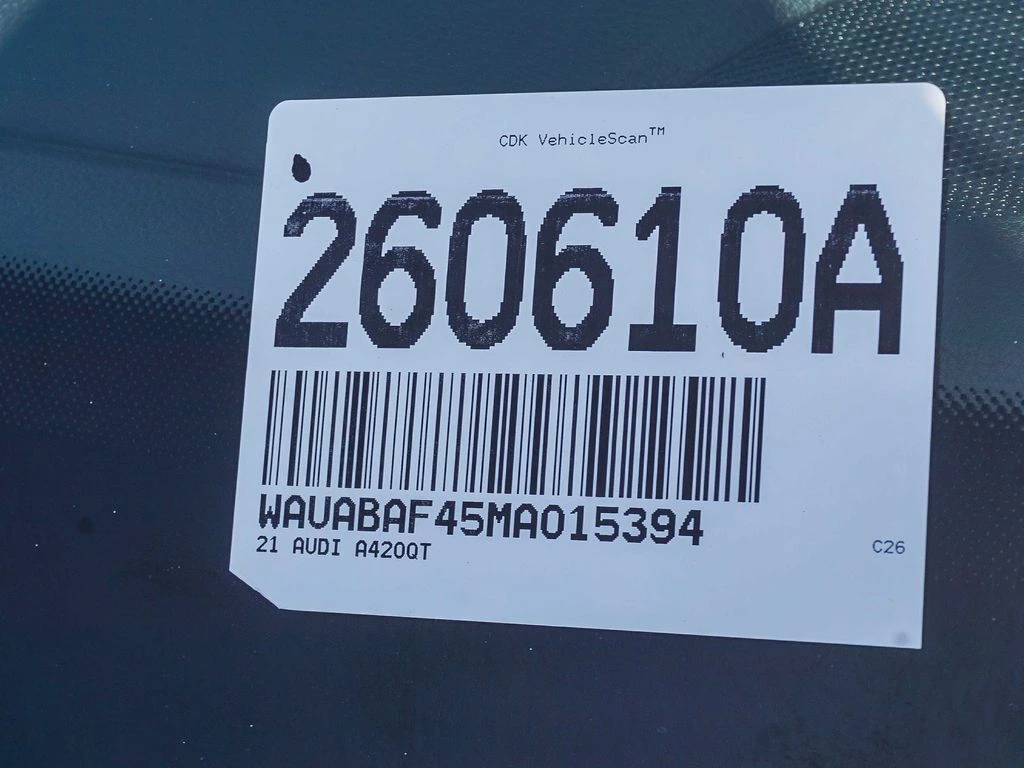 CDK VehicleScan™
260610A
WAUABAF45MA015394
21 AUDI A420QT
C26